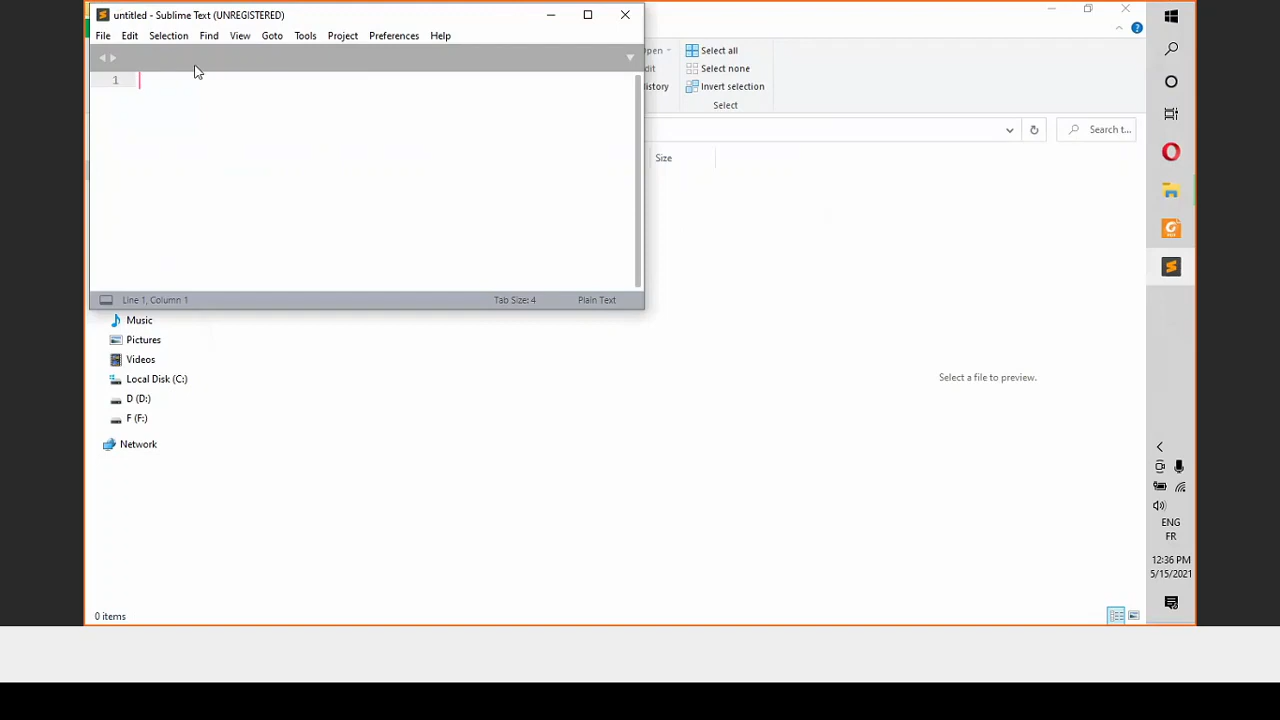 untitled - Sublime Text (UNREGISTERED)
File Edit Selection Find View Goto Tools Project Preferences Help
1
Line 1, Column 1 Tab Size: 4 Plain Text
Select all
Select none
Invert selection
Select
Search t...
Size
Music
Pictures
Videos
Local Disk (C:)
D (D:)
F (F:)
Network
Select a file to preview.
0 items
ENG
FR
12:36 PM
5/15/2021